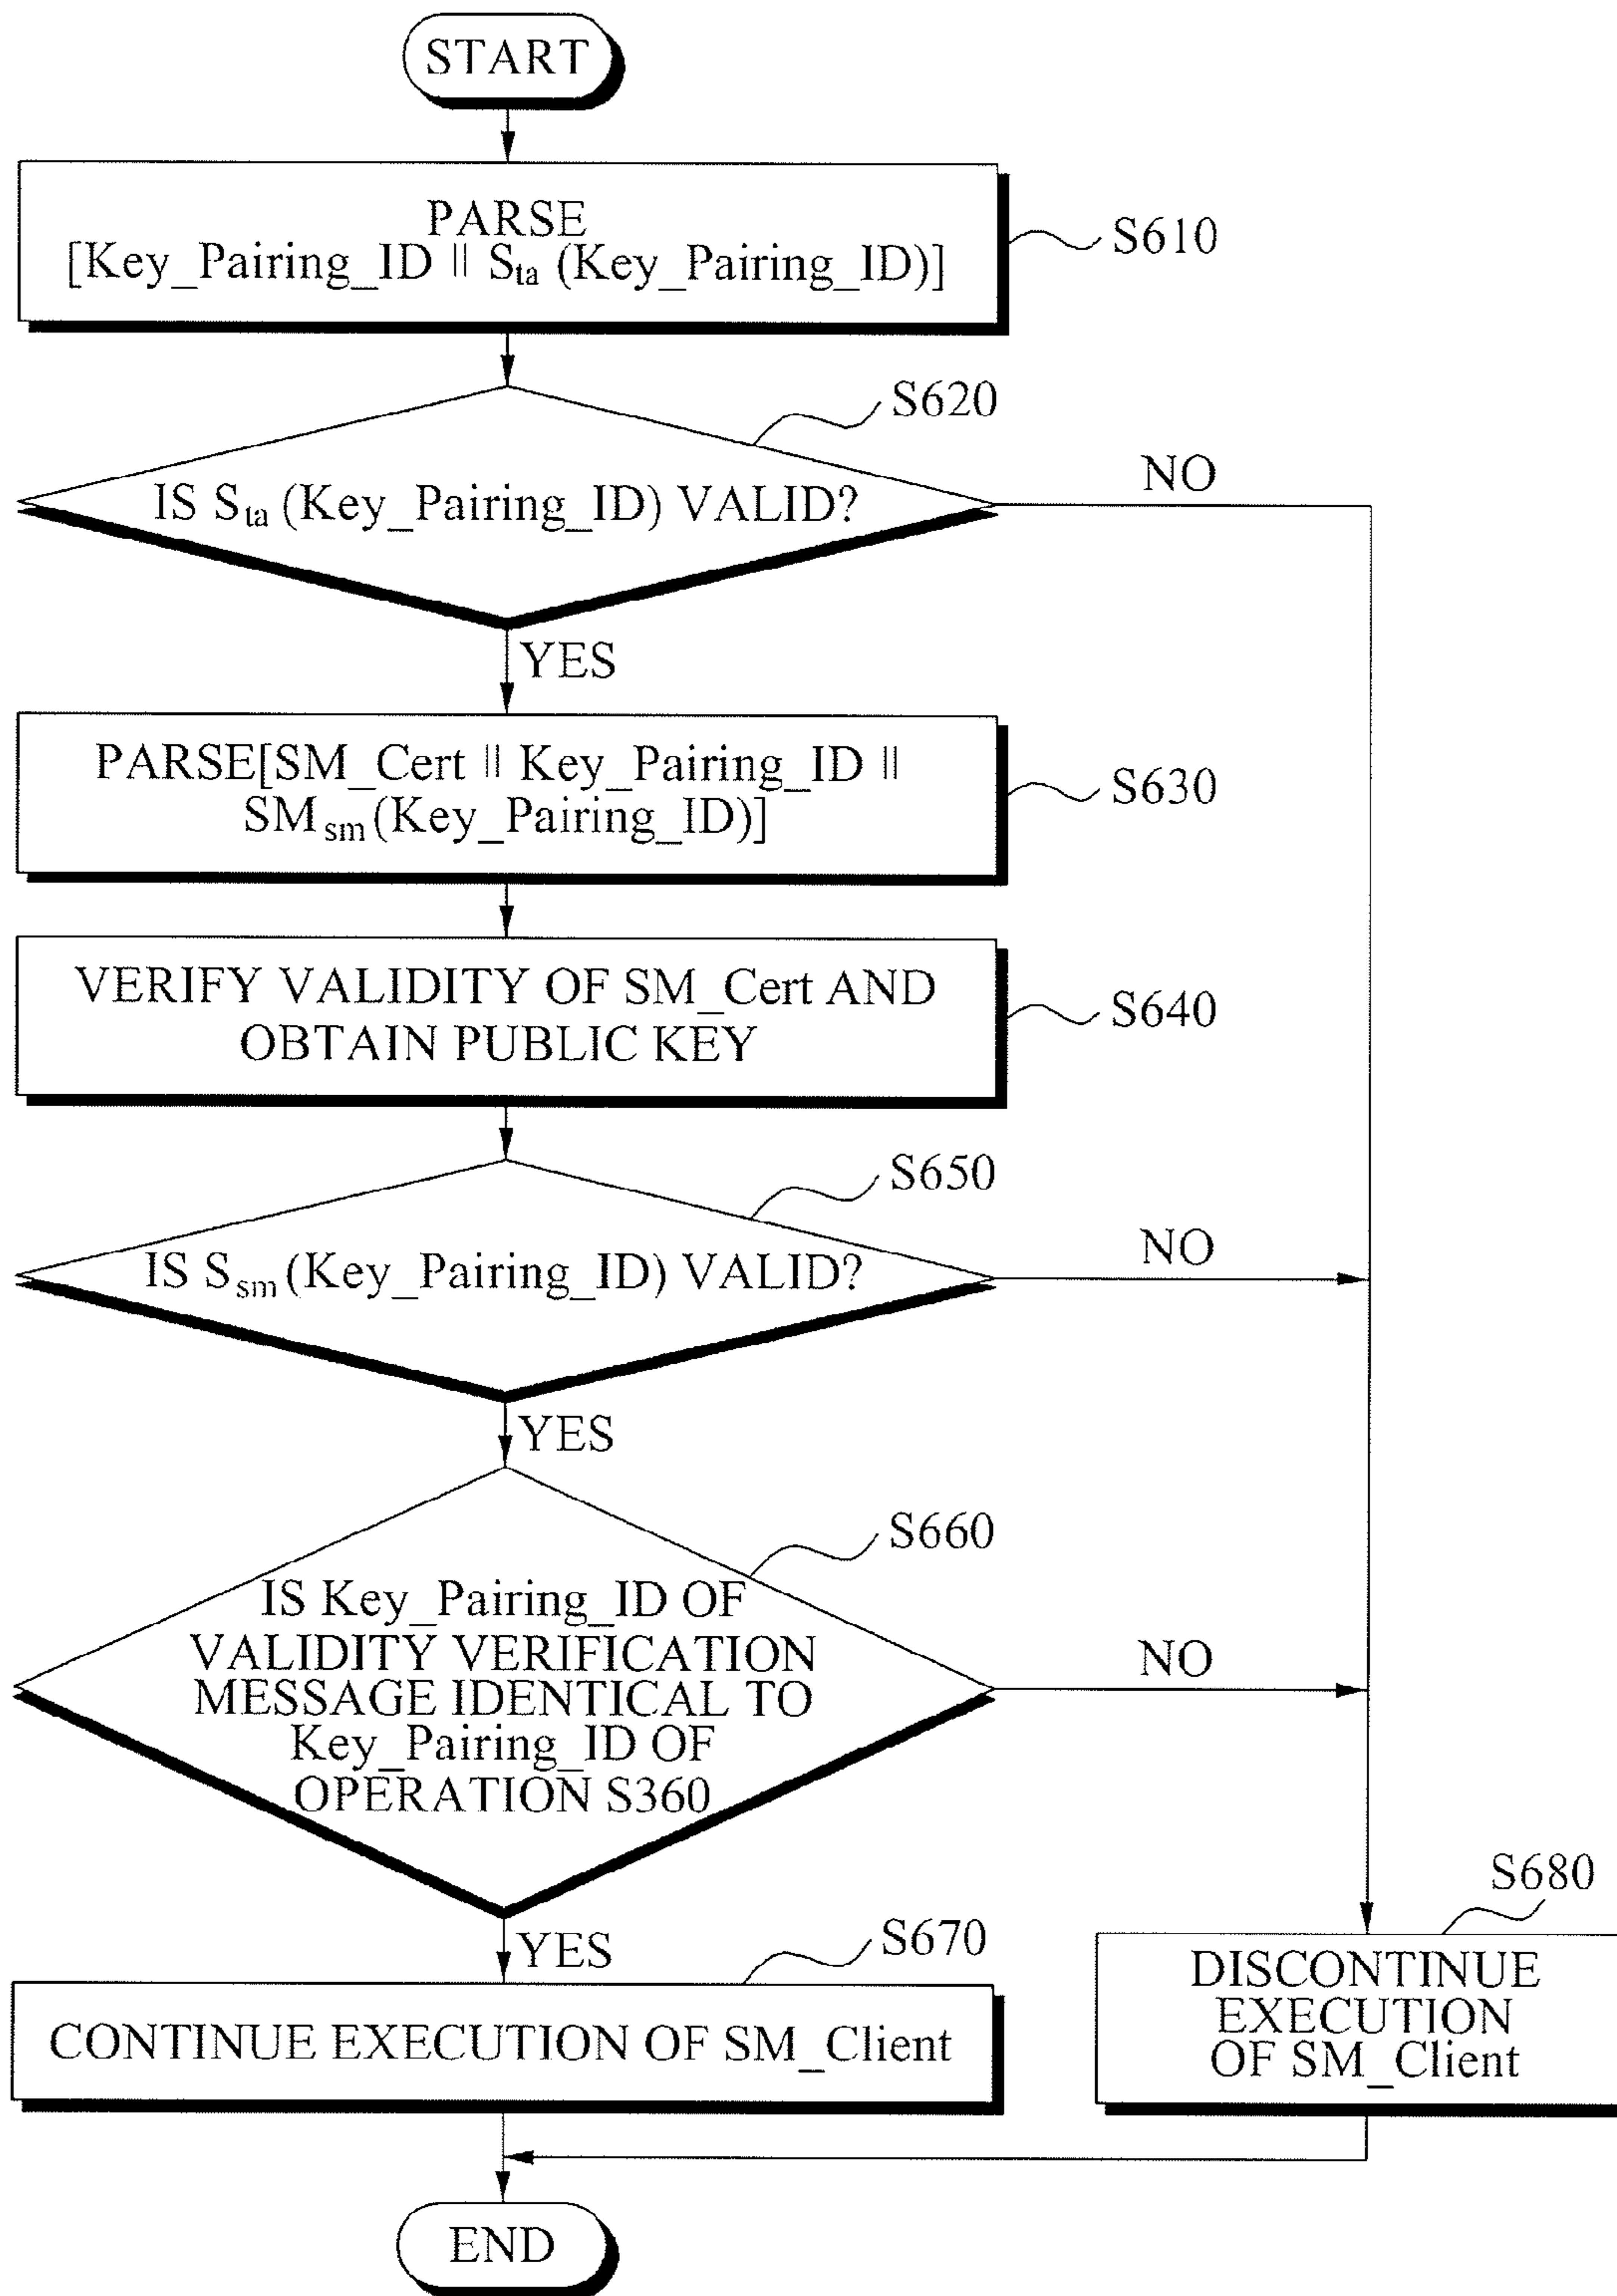 START
PARSE
[Key_Pairing_ID || Sta (Key_Pairing_ID)]
S610
S620
IS Sta (Key_Pairing_ID) VALID?
NO
YES
PARSE[SM_Cert || Key_Pairing_ID ||
SMsm(Key_Pairing_ID)]
S630
VERIFY VALIDITY OF SM_Cert AND
OBTAIN PUBLIC KEY
S640
S650
IS Ssm(Key_Pairing_ID) VALID?
NO
YES
S660
IS Key_Pairing_ID OF
VALIDITY VERIFICATION
MESSAGE IDENTICAL TO
Key_Pairing_ID OF
OPERATION S360
NO
YES
S670
CONTINUE EXECUTION OF SM_Client
S680
DISCONTINUE
EXECUTION
OF SM_Client
END